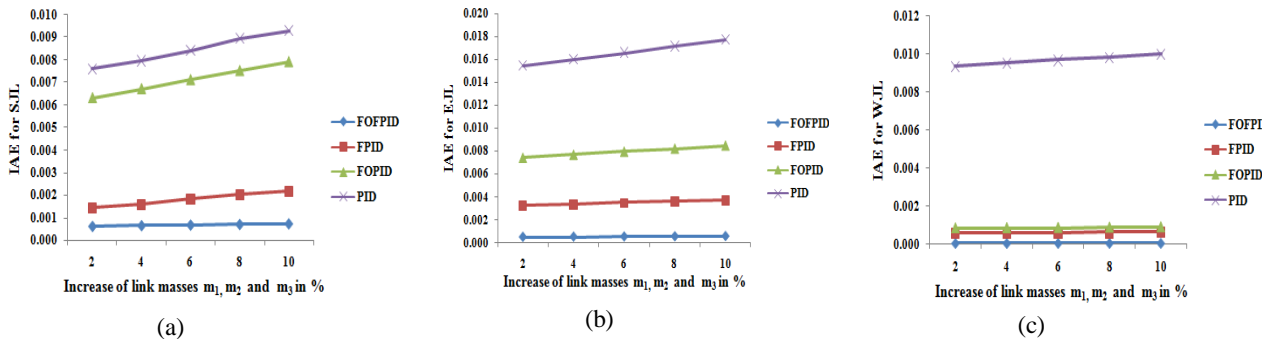 IAE for SJL
0.010
0.009
0.008
0.007
0.006
0.005
0.004
0.003
0.002
0.001
0.000
2 4 6 8 10
Increase of link masses m₁, m₂ and m₃ in %
FOFPID
FPID
FOPID
PID
(a)
IAE for EJL
0.020
0.018
0.016
0.014
0.012
0.010
0.008
0.006
0.004
0.002
0.000
2 4 6 8 10
Increase of link masses m₁, m₂ and m₃ in %
FOFPID
FPID
FOPID
PID
(b)
IAE for WJL
0.012
0.010
0.008
0.006
0.004
0.002
0.000
2 4 6 8 10
Increase of link masses m₁, m₂ and m₃ in %
FOFPID
FPID
FOPID
PID
(c)